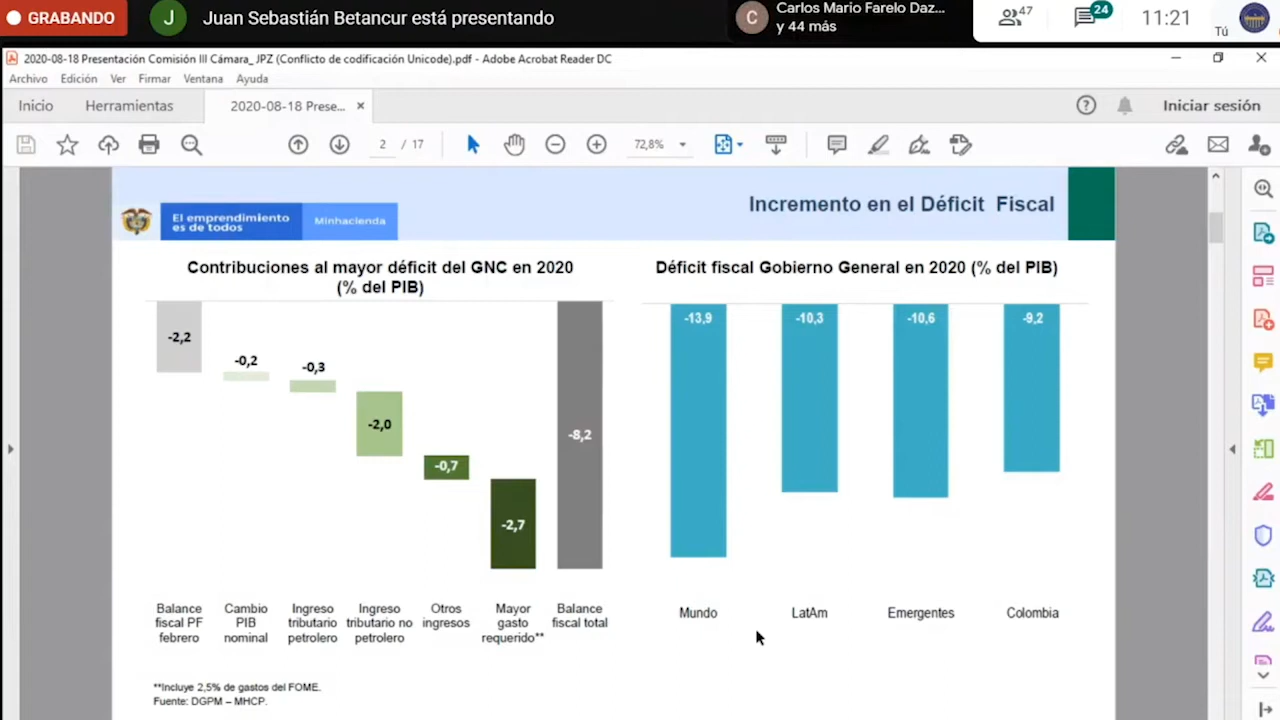 GRABANDO
J
Juan Sebastián Betancur está presentando
C
Carlos Mario Farelo Daz...
y 44 más
47
24
11:21
Tú
2020-08-18 Presentación Comisión III Cámara_ JPZ (Conflicto de codificación Unicode).pdf - Adobe Acrobat Reader DC
Archivo Edición Ver Firmar Ventana Ayuda
Inicio Herramientas 2020-08-18 Prese... Iniciar sesión
2 / 17 72,8%
Incremento en el Déficit Fiscal
El emprendimiento
es de todos
Minhacienda
Contribuciones al mayor déficit del GNC en 2020
(% del PIB)
-2,2
-0,2
-0,3
-2,0
-0,7
-2,7
-8,2
Balance
fiscal PF
febrero
Cambio
PIB
nominal
Ingreso
tributario
petrolero
Ingreso
tributario no
petrolero
Otros
ingresos
Mayor
gasto
requerido**
Balance
fiscal total
**Incluye 2,5% de gastos del FOME.
Fuente: DGPM – MHCP.
Déficit fiscal Gobierno General en 2020 (% del PIB)
-13,9
-10,3
-10,6
-9,2
Mundo
LatAm
Emergentes
Colombia